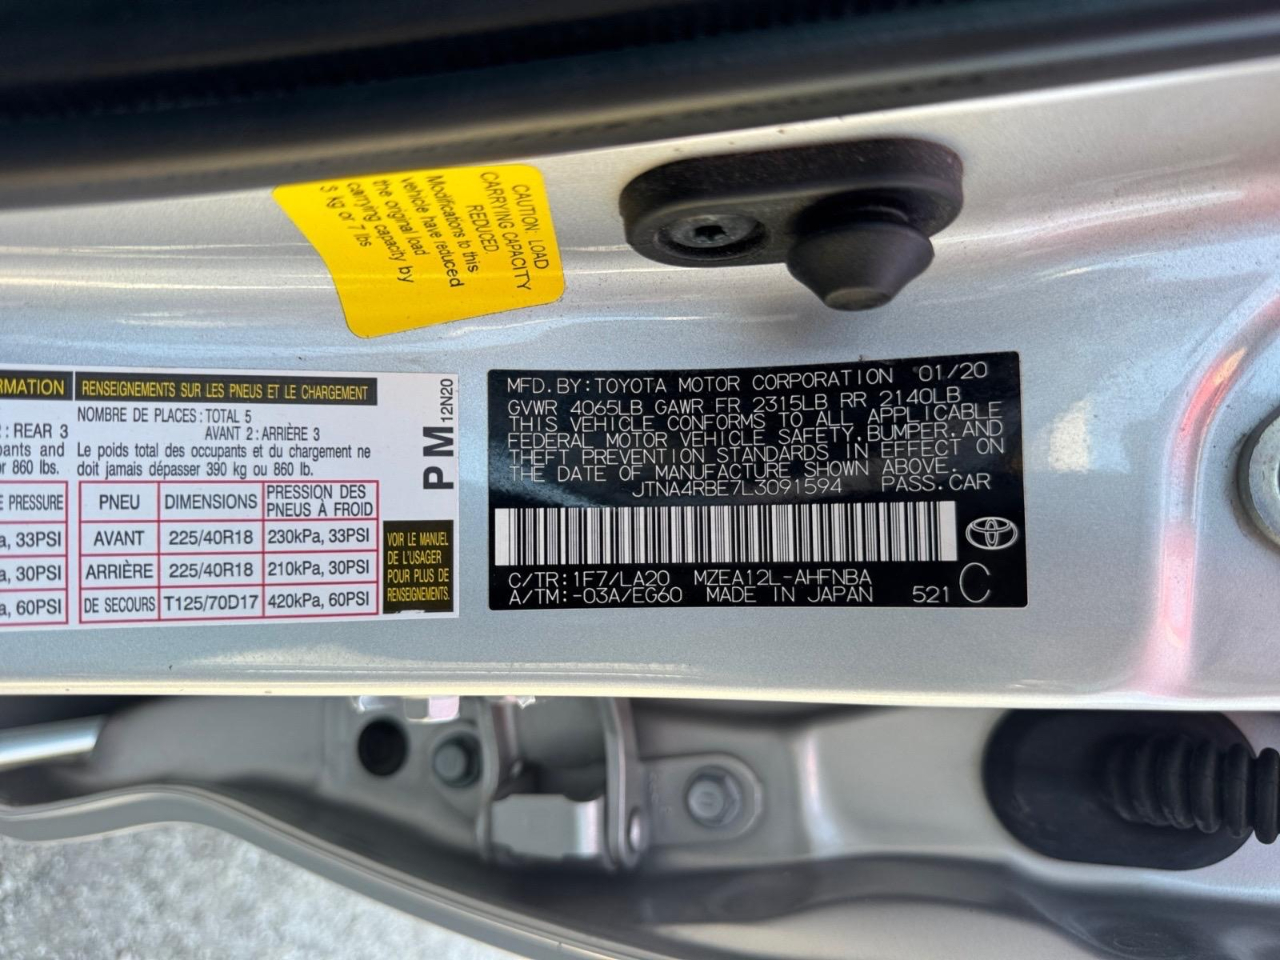 CAUTION: LOAD
CARRYING CAPACITY
REDUCED
Modifications to this
vehicle have reduced
the original load
carrying capacity by
kg or 7 lbs
RMATION
RENSEIGNEMENTS SUR LES PNEUS ET LE CHARGEMENT
NOMBRE DE PLACES: TOTAL 5
: REAR 3
AVANT 2: ARRIÈRE 3
pants and
Le poids total des occupants et du chargement ne
or 860 lbs.
doit jamais dépasser 390 kg ou 860 lb.
PM 12N20
E PRESSURE
PNEU
DIMENSIONS
PRESSION DES
PNEUS À FROID
a, 33PSI
AVANT
225/40R18
230kPa, 33PSI
a, 30PSI
ARRIÈRE
225/40R18
210kPa, 30PSI
a, 60PSI
DE SECOURS
T125/70D17
420kPa, 60PSI
VOIR LE MANUEL
DE L'USAGER
POUR PLUS DE
RENSEIGNEMENTS.
MFD. BY: TOYOTA MOTOR CORPORATION 01/20
GVWR 4065LB GAWR FR 2315LB RR 2140LB
THIS VEHICLE CONFORMS TO ALL APPLICABLE
FEDERAL MOTOR VEHICLE SAFETY, BUMPER, AND
THEFT PREVENTION STANDARDS IN EFFECT ON
THE DATE OF MANUFACTURE SHOWN ABOVE.
JTNA4RBE7L3091594 PASS. CAR
C/TR: 1F7/LA20 MZEA12L-AHFNBA
A/TM: -03A/EG60 MADE IN JAPAN 521 C